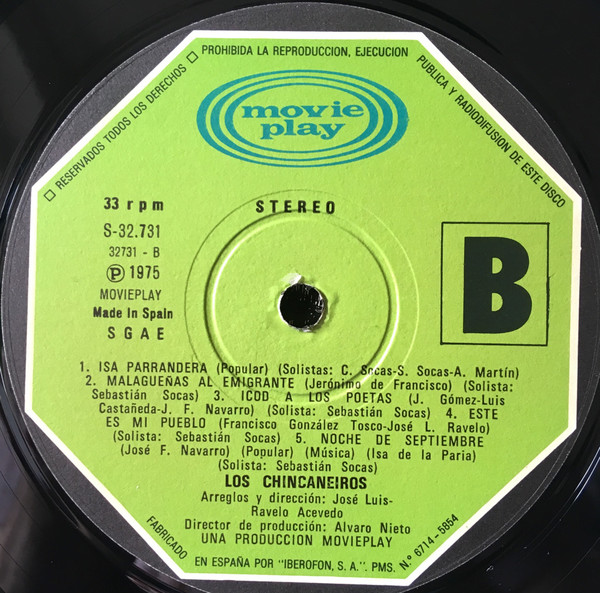 □ RESERVADOS TODOS LOS DERECHOS □ PROHIBIDA LA REPRODUCCION, EJECUCION PUBLICA Y RADIODIFUSION DE ESTE DISCO
movie
play
33 rpm
STEREO
S-32.731
32731 - B
Ⓟ 1975
MOVIEPLAY
Made in Spain
SGAE
B
1. ISA PARRANDERA (Popular) (Solistas: C. Socas-S. Socas-A. Martín)
2. MALAGUEÑAS AL EMIGRANTE (Jerónimo de Francisco) (Solista:
Sebastián Socas) 3. ICOD A LOS POETAS (J. Gómez-Luis
Castañeda-J. F. Navarro) (Solista: Sebastián Socas) 4. ESTE
ES MI PUEBLO (Francisco González Tosco-José L. Ravelo)
(Solista: Sebastián Socas) 5. NOCHE DE SEPTIEMBRE
(José F. Navarro) (Popular) (Música) (Isa de la Paria)
(Solista: Sebastián Socas)
LOS CHINCANEIROS
Arreglos y dirección: José Luis-
Ravelo Acevedo
Director de producción: Alvaro Nieto
UNA PRODUCCION MOVIEPLAY
FABRICADO EN ESPAÑA POR "IBEROFON, S. A.". PMS. N.º 6714-5854